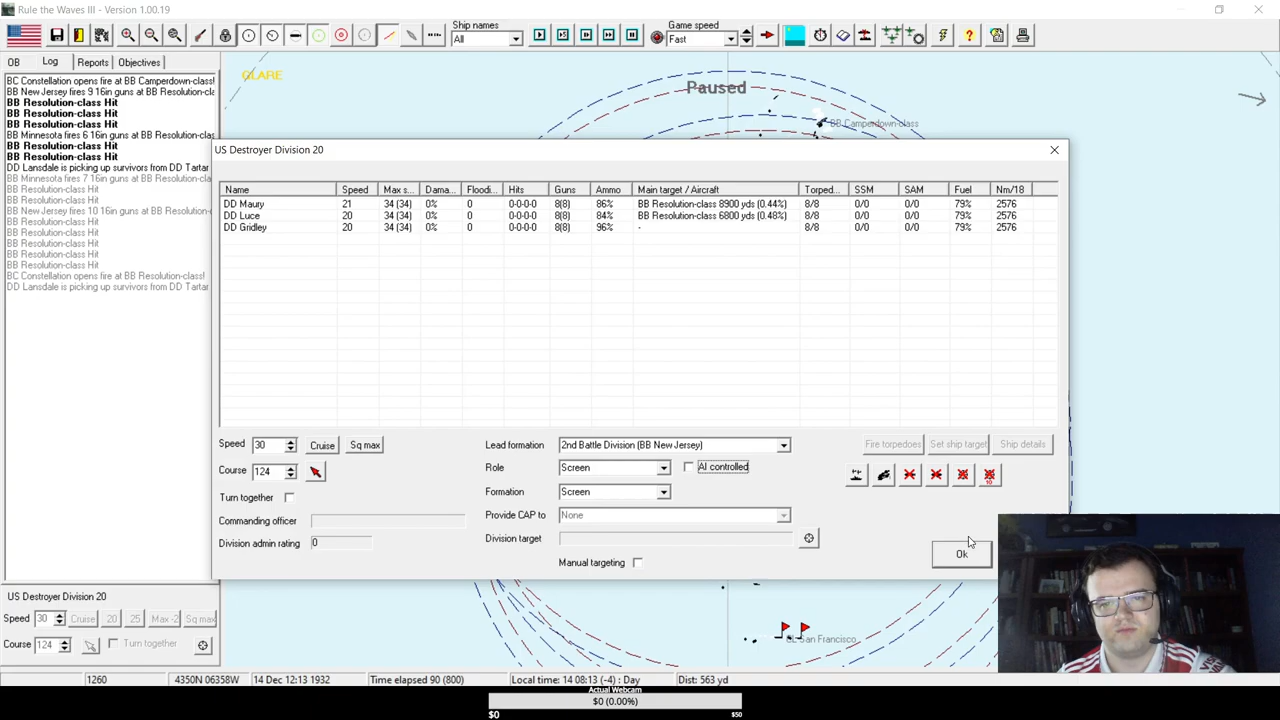 Rule the Waves III - Version 1.00.19
Ship names
All
Game speed
Fast
OB
Log
Reports
Objectives
BC Constellation opens fire at BB Camperdown-class!
BB New Jersey fires 9 16in guns at BB Resolution-cla
BB Resolution-class Hit
BB Resolution-class Hit
BB Resolution-class Hit
BB Minnesota fires 6 16in guns at BB Resolution-clas
BB Resolution-class Hit
BB Resolution-class Hit
DD Lansdale is picking up survivors from DD Tartar
BB Minnesota fires 7 16in guns at BB Resolution-clas
BB Resolution-class Hit
BB Resolution-class Hit
BB New Jersey fires 10 16in guns at BB Resolution-c
BB Resolution-class Hit
BB Resolution-class Hit
BB Resolution-class Hit
BB Resolution-class Hit
BB Resolution-class Hit
BC Constellation opens fire at BB Resolution-class!
DD Lansdale is picking up survivors from DD Tartar
GLARE
Paused
BB Camperdown-class
US Destroyer Division 20
Name Speed Max s... Dama... Floodi... Hits Guns Ammo Main target / Aircraft Torped... SSM SAM Fuel Nm/18
DD Maury 21 34 (34) 0% 0 0-0-0-0 8(8) 86% BB Resolution-class 8900 yds (0.44%) 8/8 0/0 0/0 79% 2576
DD Luce 20 34 (34) 0% 0 0-0-0-0 8(8) 84% BB Resolution-class 6800 yds (0.48%) 8/8 0/0 0/0 79% 2576
DD Gridley 20 34 (34) 0% 0 0-0-0-0 8(8) 96% - 8/8 0/0 0/0 79% 2576
Speed 30 Cruise Sq max
Course 124
Turn together
Commanding officer
Division admin rating 0
Lead formation 2nd Battle Division (BB New Jersey)
Role Screen AI controlled
Formation Screen
Provide CAP to None
Division target
Manual targeting
Fire torpedoes Set ship target Ship details
10
Ok
US Destroyer Division 20
Speed 30 Cruise 20 25 Max -2 Sq max
Course 124 Turn together
CL San Francisco
1260 4350N 06358W 14 Dec 12:13 1932 Time elapsed 90 (800) Local time: 14 08:13 (-4) : Day Dist: 563 yd
Actual Webcam
$0 (0.00%)
$0 $50